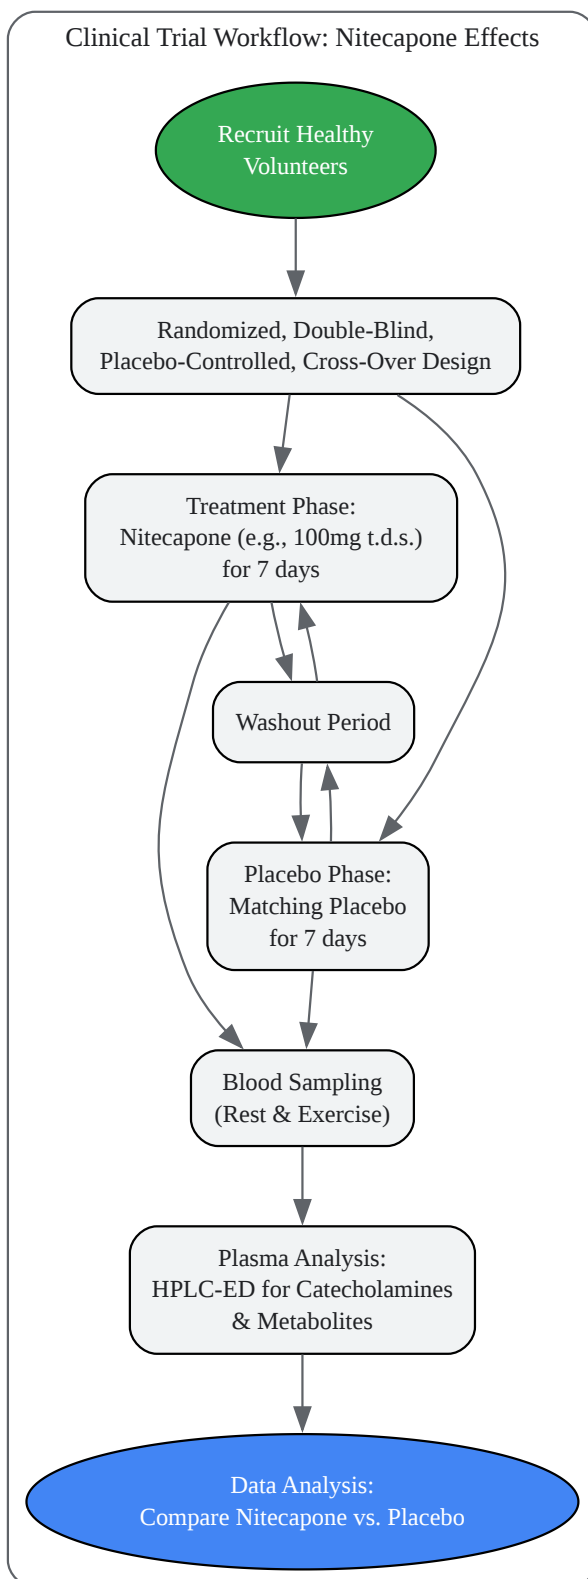 Clinical Trial Workflow: Nitecapone Effects
Recruit Healthy
Volunteers
Randomized, Double-Blind,
Placebo-Controlled, Cross-Over Design
Treatment Phase:
Nitecapone (e.g., 100mg t.d.s.)
for 7 days
Washout Period
Placebo Phase:
Matching Placebo
for 7 days
Blood Sampling
(Rest & Exercise)
Plasma Analysis:
HPLC-ED for Catecholamines
& Metabolites
Data Analysis:
Compare Nitecapone vs. Placebo